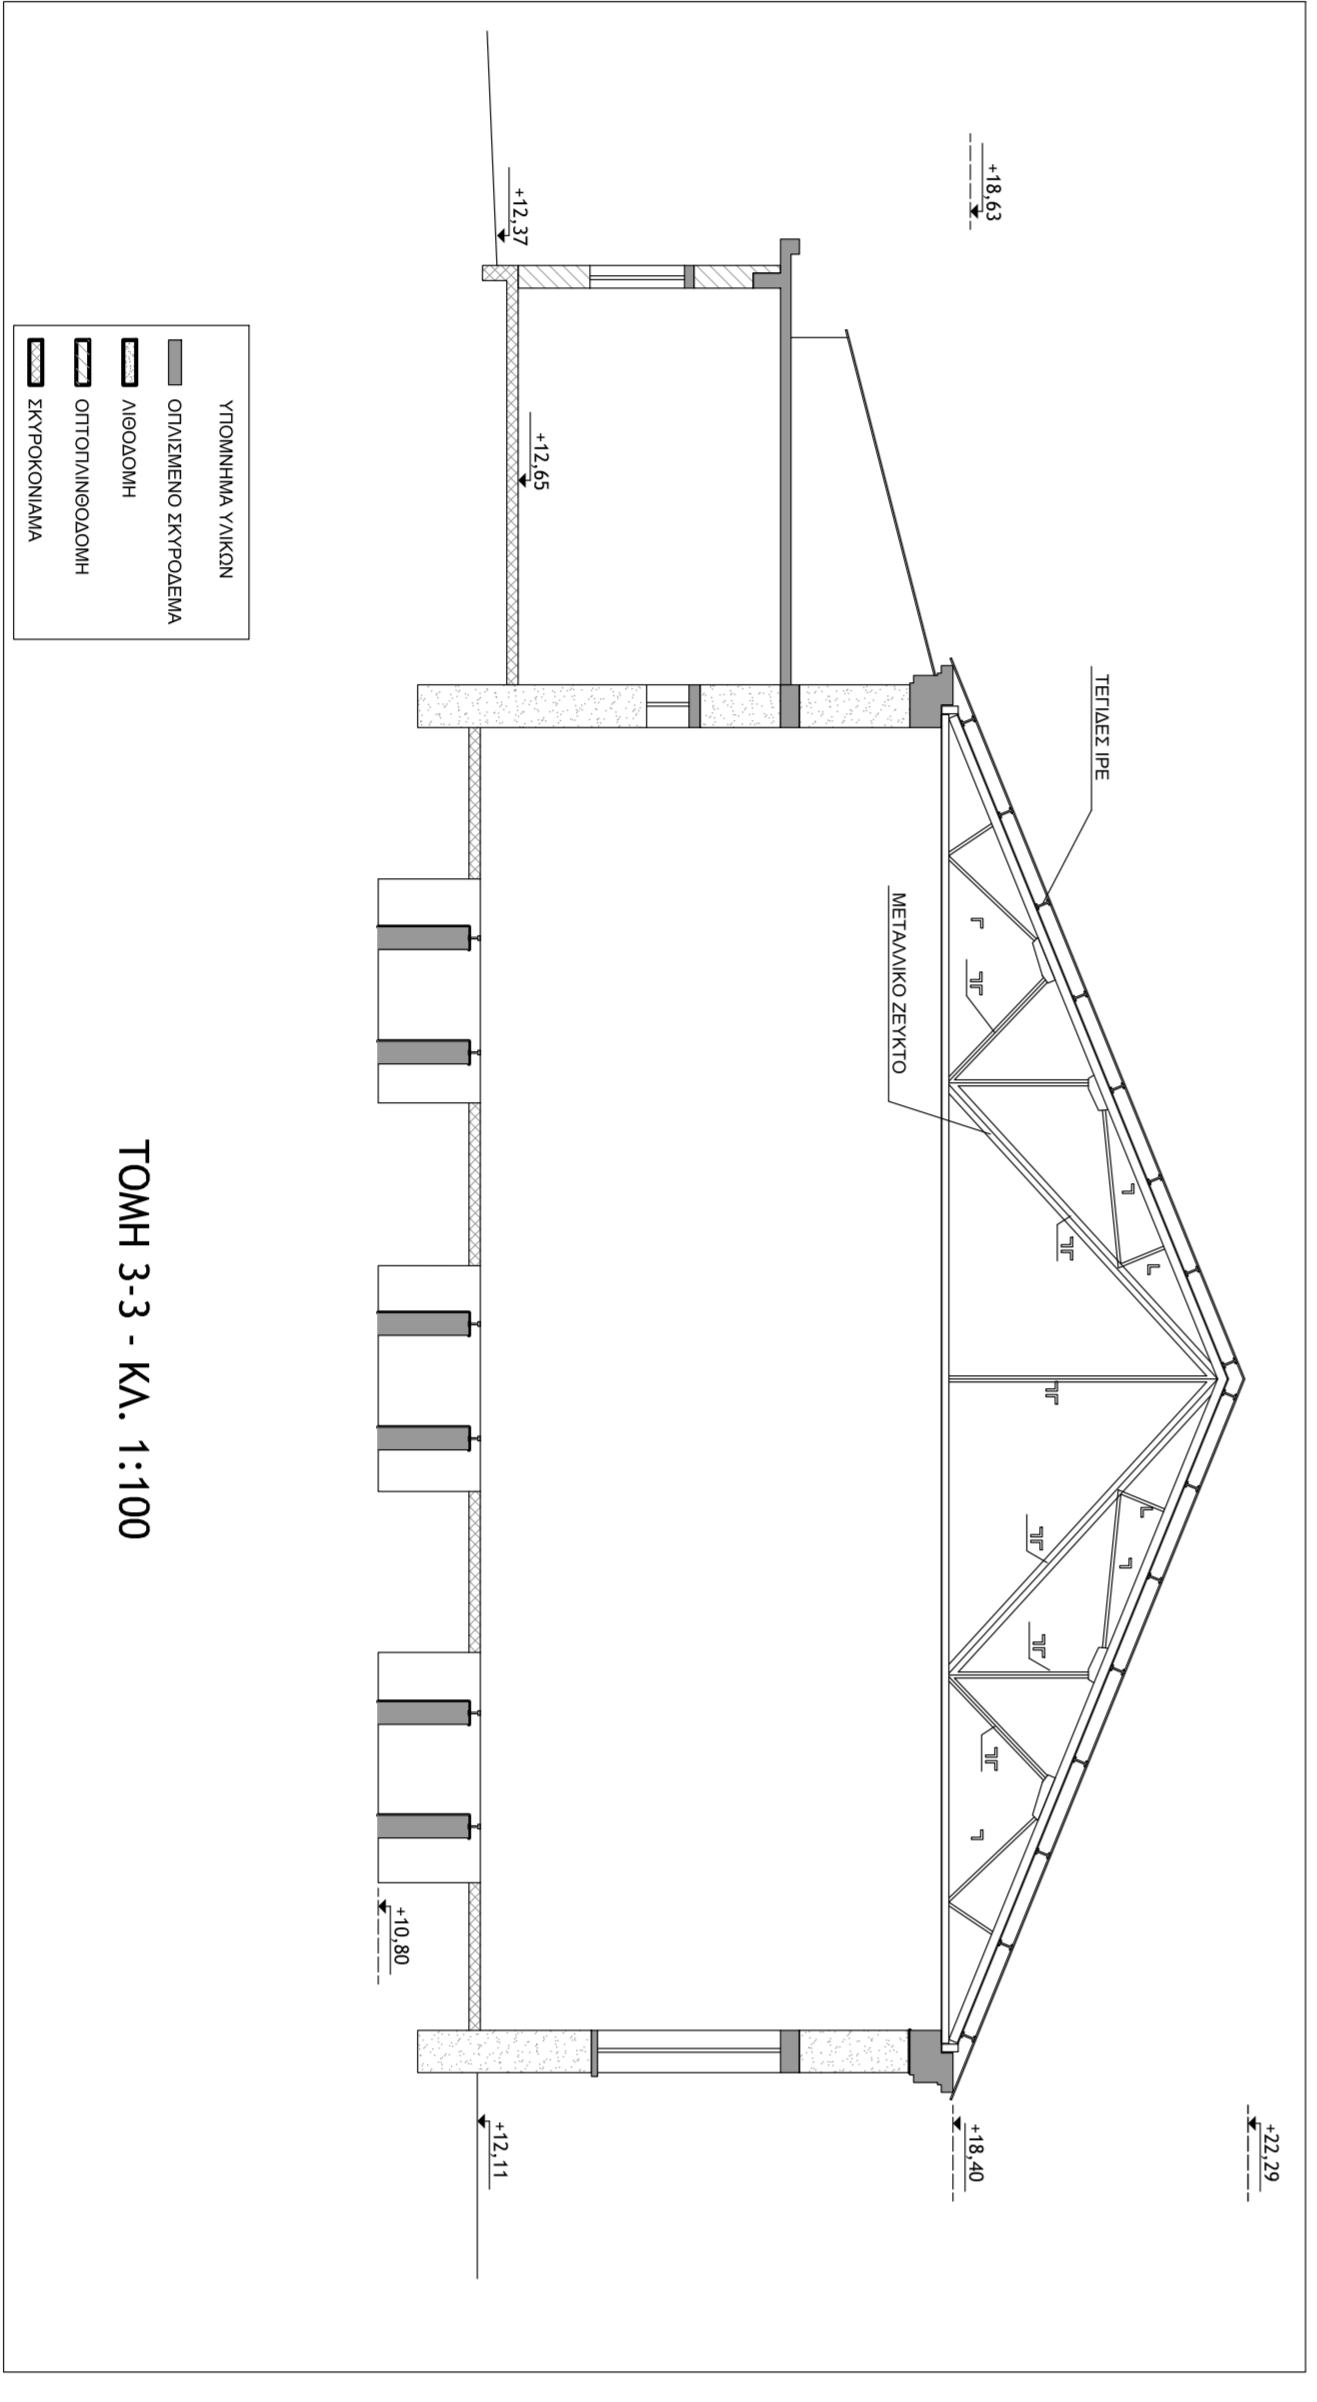 +22,29
+18,63
+18,40
ΤΕΓΙΔΕΣ IPE
ΜΕΤΑΛΛΙΚΟ ΖΕΥΚΤΟ
+12,65
+12,37
+12,11
+10,80
ΥΠΟΜΝΗΜΑ ΥΛΙΚΩΝ
ΟΠΛΙΣΜΕΝΟ ΣΚΥΡΟΔΕΜΑ
ΛΙΘΟΔΟΜΗ
ΟΠΤΟΠΛΙΝΘΟΔΟΜΗ
ΣΚΥΡΟΚΟΝΙΑΜΑ
ΤΟΜΗ 3-3 - ΚΛ. 1:100